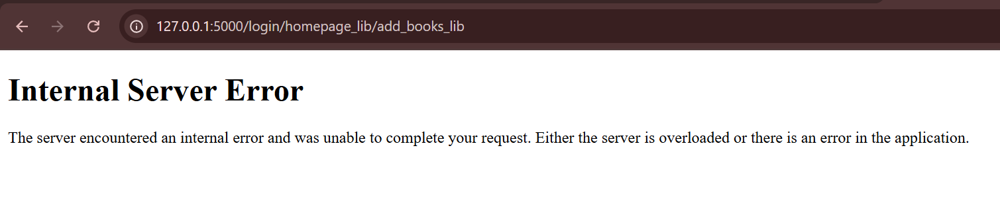 127.0.0.1:5000/login/homepage_lib/add_books_lib
Internal Server Error
The server encountered an internal error and was unable to complete your request. Either the server is overloaded or there is an error in the application.